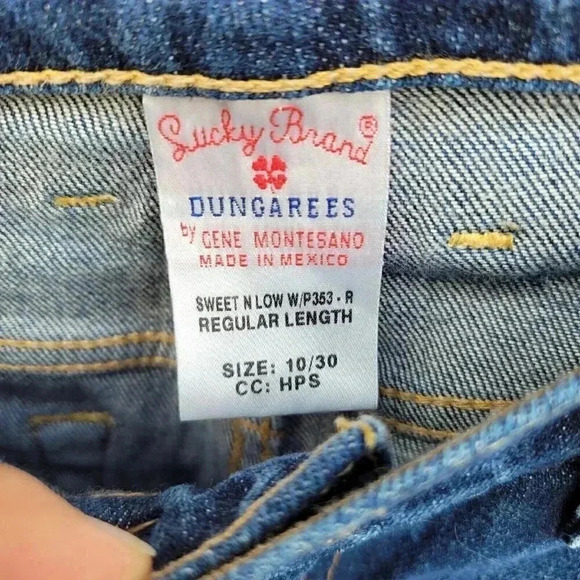 Lucky Brand®
DUNGAREES
by GENE MONTESANO
MADE IN MEXICO
SWEET N LOW W/P353 - R
REGULAR LENGTH
SIZE: 10/30
CC: HPS